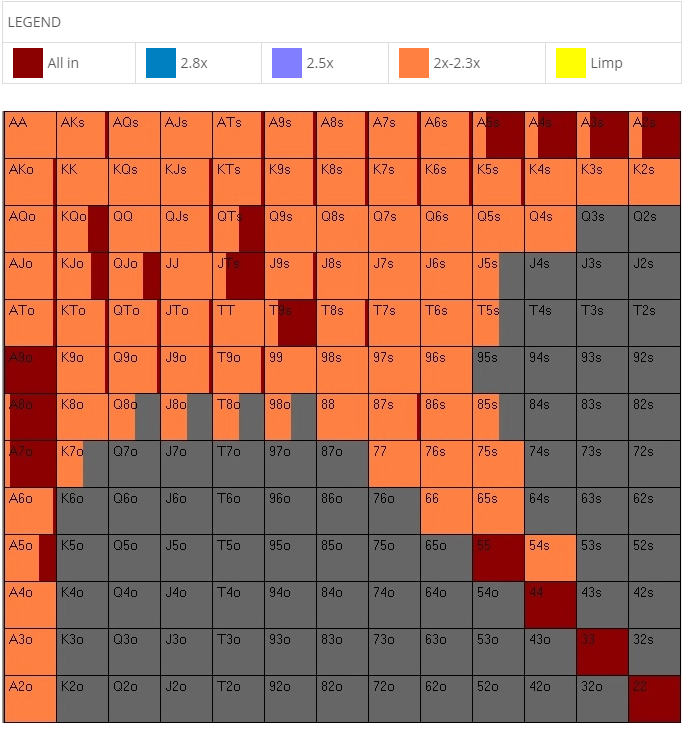 LEGEND
All in 2.8x 2.5x 2x-2.3x Limp
AA AKs AQs AJs ATs A9s A8s A7s A6s A5s A4s A3s A2s
AKo KK KQs KJs KTs K9s K8s K7s K6s K5s K4s K3s K2s
AQo KQo QQ QJs QTs Q9s Q8s Q7s Q6s Q5s Q4s Q3s Q2s
AJo KJo QJo JJ JTs J9s J8s J7s J6s J5s J4s J3s J2s
ATo KTo QTo JTo TT T9s T8s T7s T6s T5s T4s T3s T2s
A9o K9o Q9o J9o T9o 99 98s 97s 96s 95s 94s 93s 92s
A8o K8o Q8o J8o T8o 98o 88 87s 86s 85s 84s 83s 82s
A7o K7o Q7o J7o T7o 97o 87o 77 76s 75s 74s 73s 72s
A6o K6o Q6o J6o T6o 96o 86o 76o 66 65s 64s 63s 62s
A5o K5o Q5o J5o T5o 95o 85o 75o 65o 55 54s 53s 52s
A4o K4o Q4o J4o T4o 94o 84o 74o 64o 54o 44 43s 42s
A3o K3o Q3o J3o T3o 93o 83o 73o 63o 53o 43o 33 32s
A2o K2o Q2o J2o T2o 92o 82o 72o 62o 52o 42o 32o 22